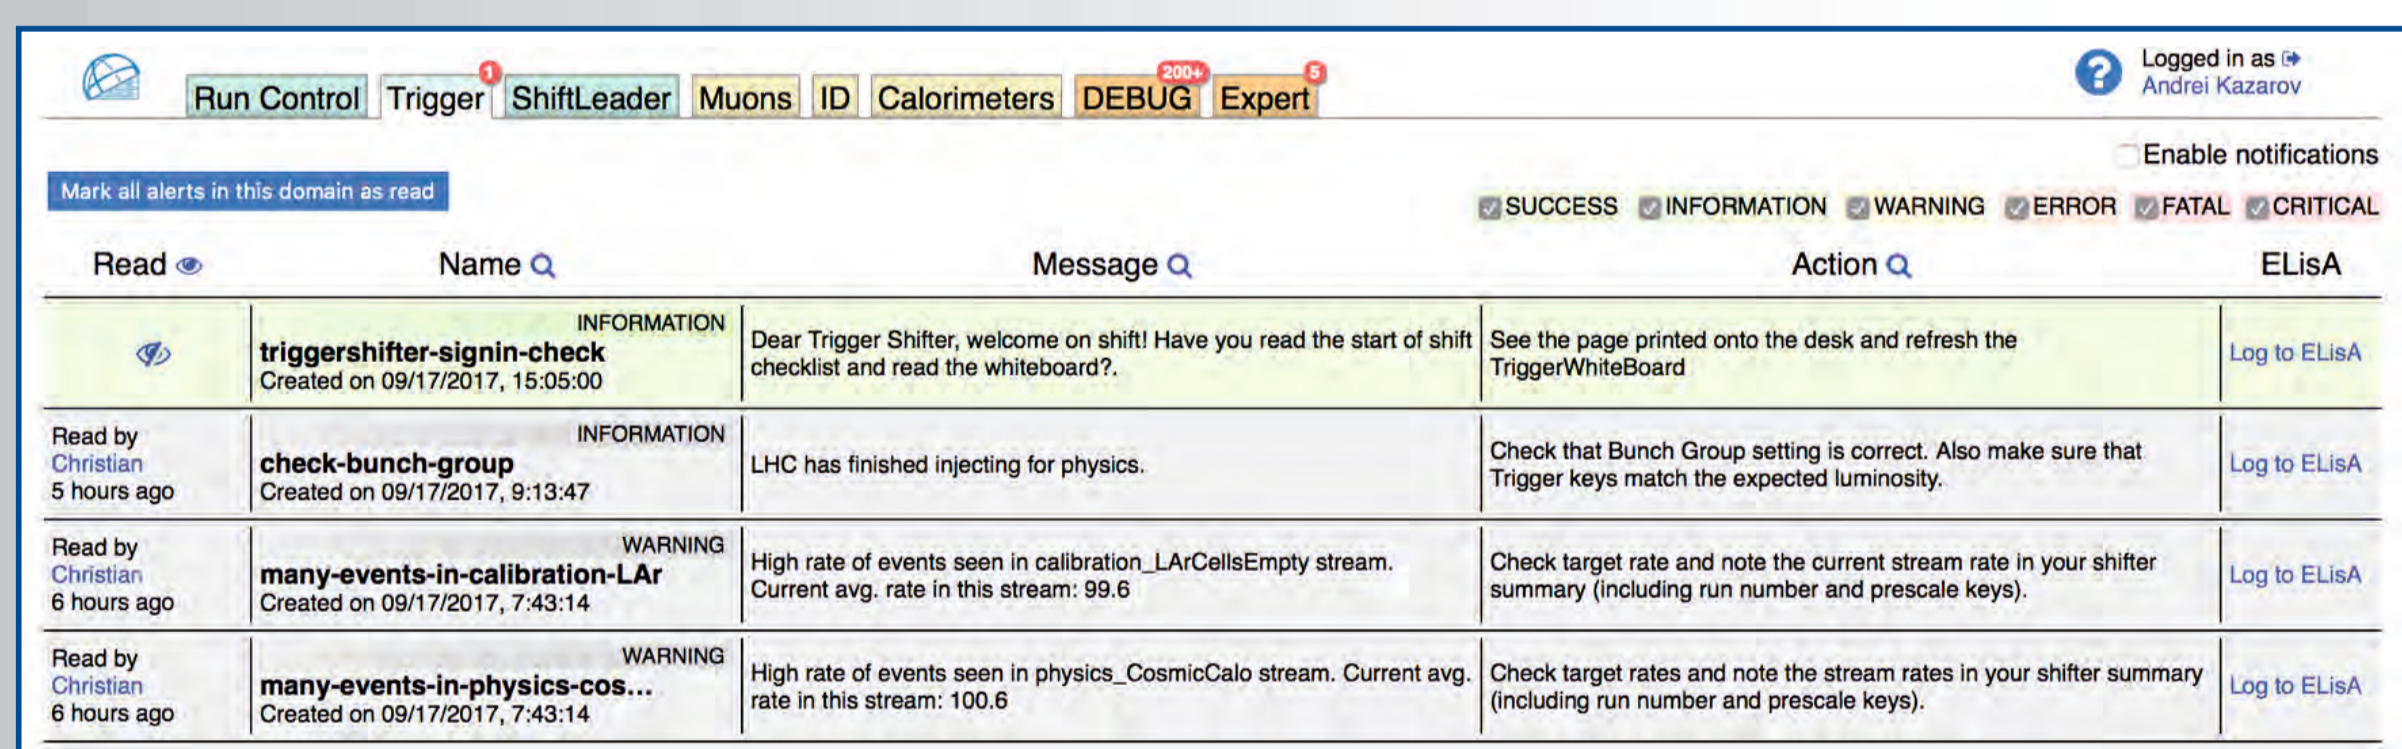 Run Control Trigger 1 ShiftLeader Muons ID Calorimeters DEBUG 200+ Expert 5
? Logged in as
Andrei Kazarov
Enable notifications
Mark all alerts in this domain as read
SUCCESS INFORMATION WARNING ERROR FATAL CRITICAL
Read Name Message Action ELisA
INFORMATION
triggershifter-signin-check
Created on 09/17/2017, 15:05:00
Dear Trigger Shifter, welcome on shift! Have you read the start of shift
checklist and read the whiteboard?.
See the page printed onto the desk and refresh the
TriggerWhiteBoard
Log to ELisA
Read by
Christian
5 hours ago
INFORMATION
check-bunch-group
Created on 09/17/2017, 9:13:47
LHC has finished injecting for physics.
Check that Bunch Group setting is correct. Also make sure that
Trigger keys match the expected luminosity.
Log to ELisA
Read by
Christian
6 hours ago
WARNING
many-events-in-calibration-LAr
Created on 09/17/2017, 7:43:14
High rate of events seen in calibration_LArCellsEmpty stream.
Current avg. rate in this stream: 99.6
Check target rate and note the current stream rate in your shifter
summary (including run number and prescale keys).
Log to ELisA
Read by
Christian
6 hours ago
WARNING
many-events-in-physics-cos...
Created on 09/17/2017, 7:43:14
High rate of events seen in physics_CosmicCalo stream. Current avg.
rate in this stream: 100.6
Check target rates and note the stream rates in your shifter summary
(including run number and prescale keys).
Log to ELisA